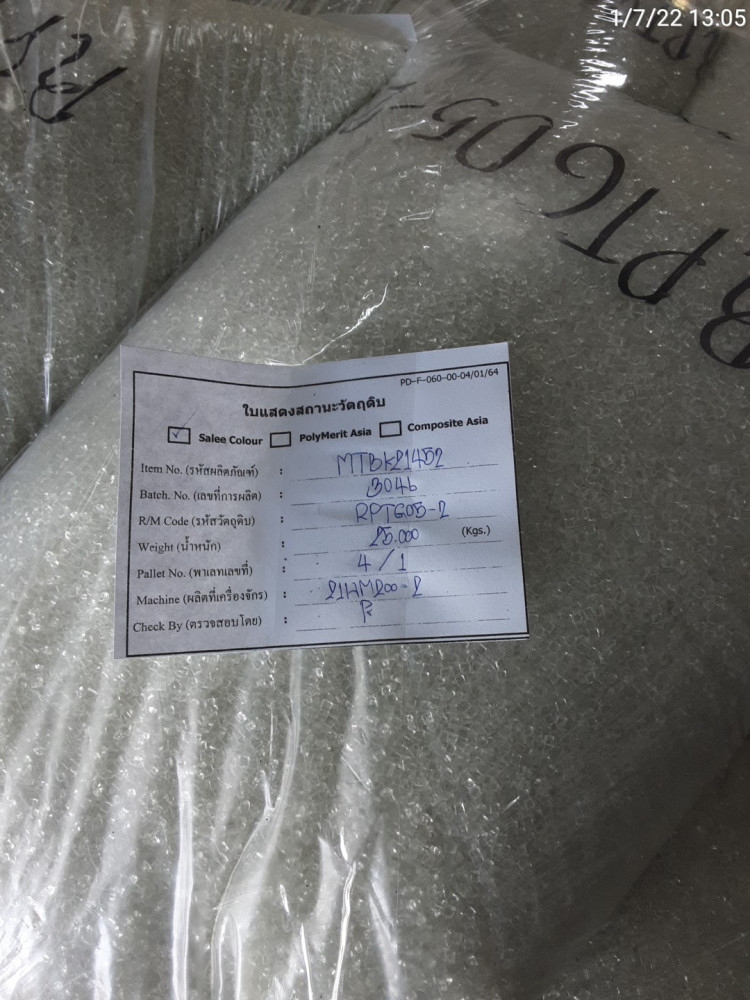 1/7/22 13:05
RPTG05-
BPTG05-
PD-F-060-00-04/01/64
ใบแสดงสถานะวัตถุดิบ
☑ Salee Colour ☐ PolyMerit Asia ☐ Composite Asia
Item No. (รหัสผลิตภัณฑ์) : MTBK21452
Batch. No. (เลขที่การผลิต) : 3046
R/M Code (รหัสวัตถุดิบ) : RPTG05-2
Weight (น้ำหนัก) : 25.000 (Kgs.)
Pallet No. (พาเลทเลขที่) : 4/1
Machine (ผลิตที่เครื่องจักร) :
Check By (ตรวจสอบโดย) :